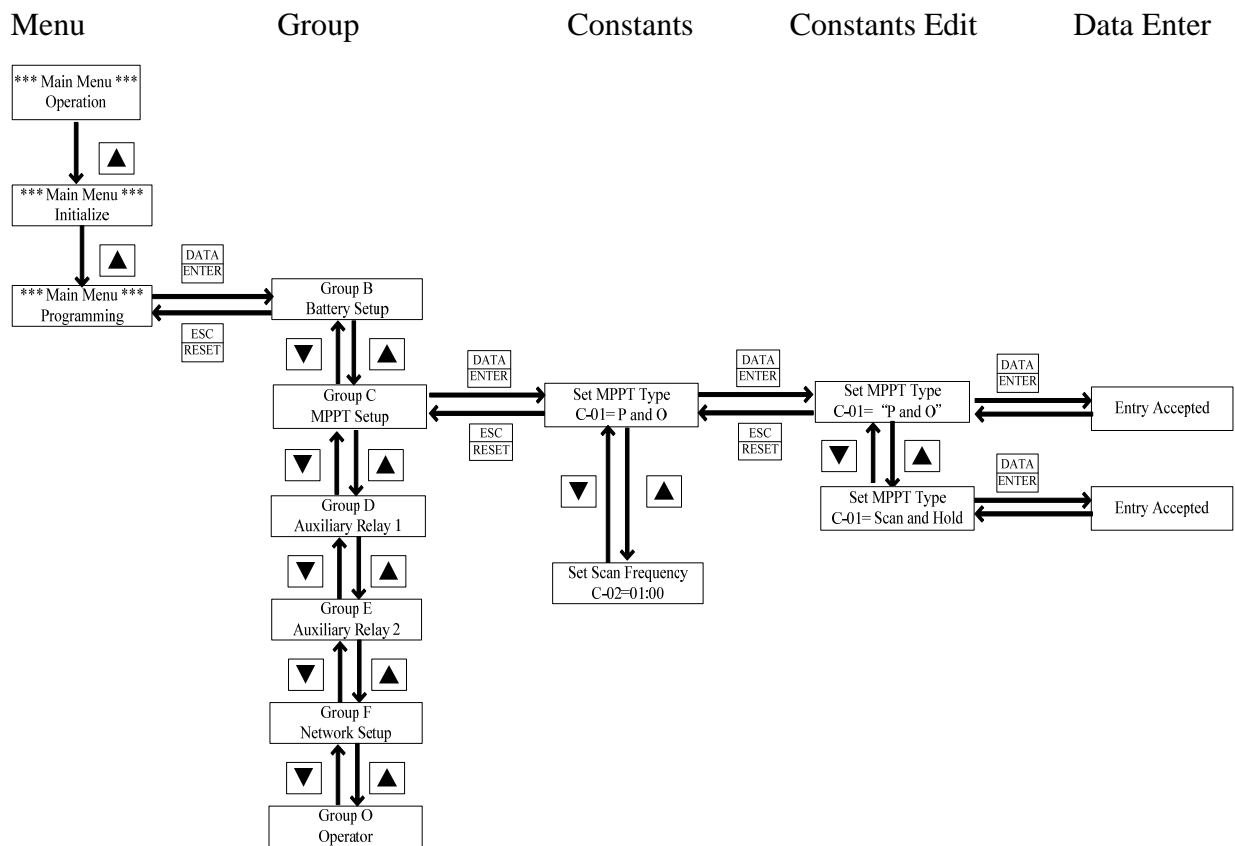 Menu Group Constants Constants Edit Data Enter
*** Main Menu ***
Operation
▲
*** Main Menu ***
Initialize
▲
*** Main Menu ***
Programming
DATA
ENTER
ESC
RESET
Group B
Battery Setup
▼ ▲
Group C
MPPT Setup
▼ ▲
Group D
Auxiliary Relay 1
▼ ▲
Group E
Auxiliary Relay 2
▼ ▲
Group F
Network Setup
▼ ▲
Group O
Operator
DATA
ENTER
ESC
RESET
Set MPPT Type
C-01= P and O
▼ ▲
Set Scan Frequency
C-02=01:00
DATA
ENTER
ESC
RESET
Set MPPT Type
C-01= “P and O”
▼ ▲
Set MPPT Type
C-01= Scan and Hold
DATA
ENTER
Entry Accepted
DATA
ENTER
Entry Accepted